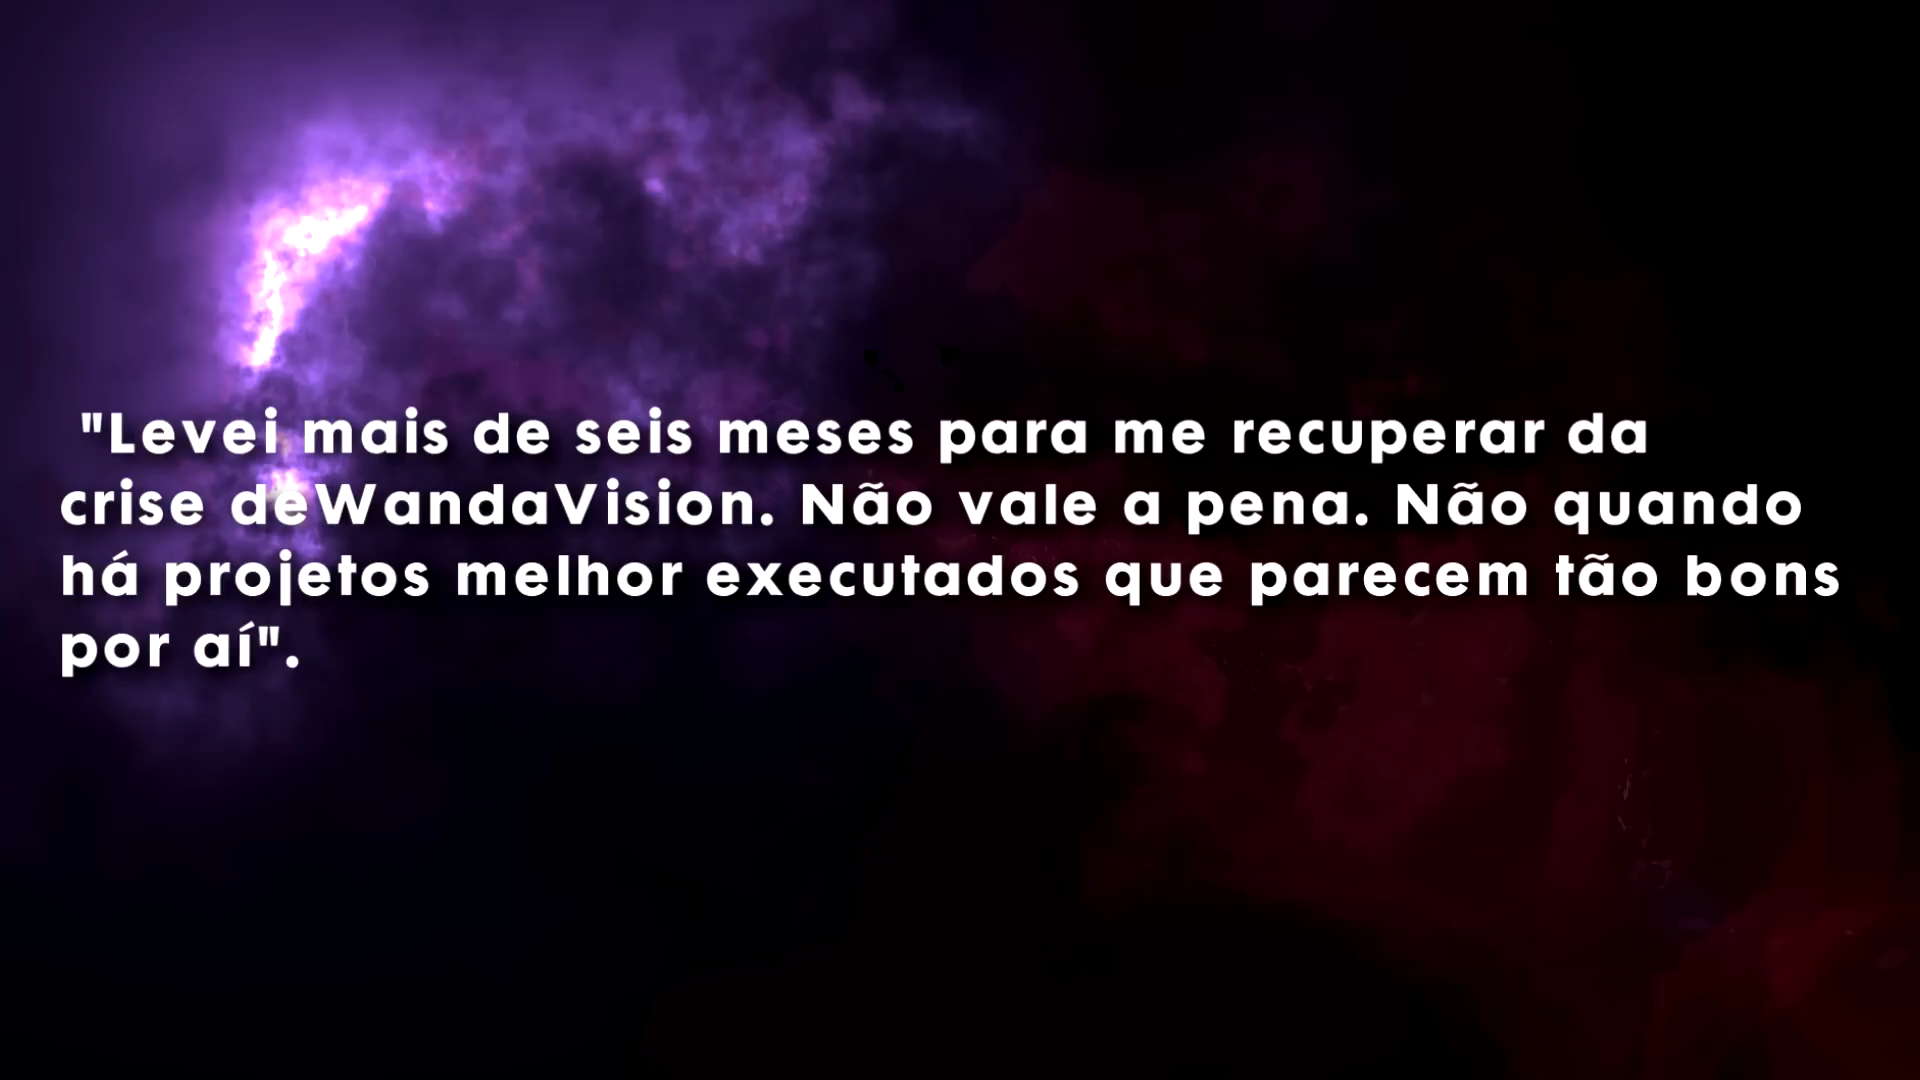 "Levei mais de seis meses para me recuperar da
crise deWandaVision. Não vale a pena. Não quando
há projetos melhor executados que parecem tão bons
por aí".